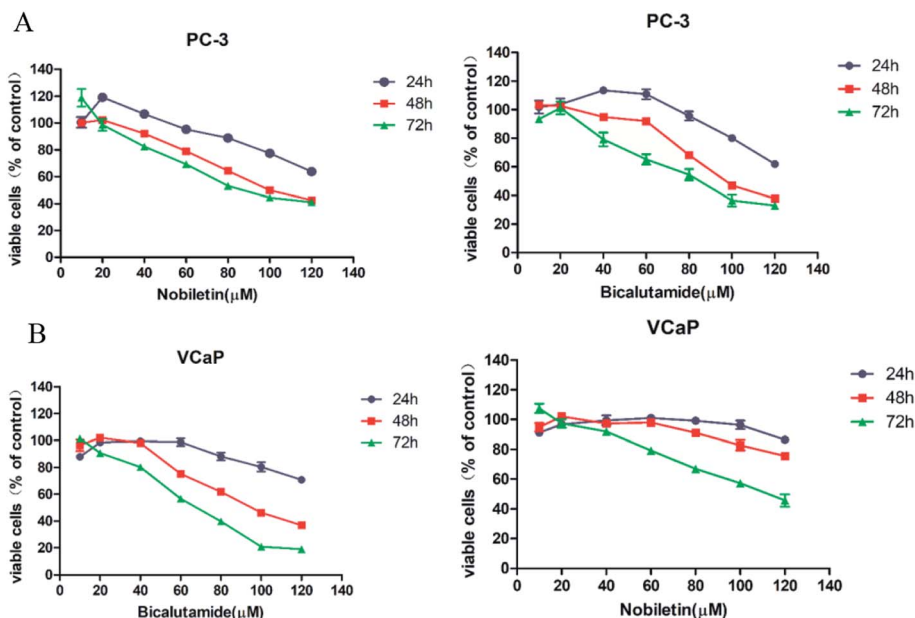 A
PC-3
viable cells (% of control)
140
120
100
80
60
40
20
0
0 20 40 60 80 100 120 140
Nobiletin(μM)
24h
48h
72h
PC-3
viable cells (% of control)
140
120
100
80
60
40
20
0
0 20 40 60 80 100 120 140
Bicalutamide(μM)
24h
48h
72h
B
VCaP
viable cells (% of control)
140
120
100
80
60
40
20
0
0 20 40 60 80 100 120 140
Bicalutamide(μM)
24h
48h
72h
VCaP
viable cells (% of control)
140
120
100
80
60
40
20
0
0 20 40 60 80 100 120 140
Nobiletin(μM)
24h
48h
72h